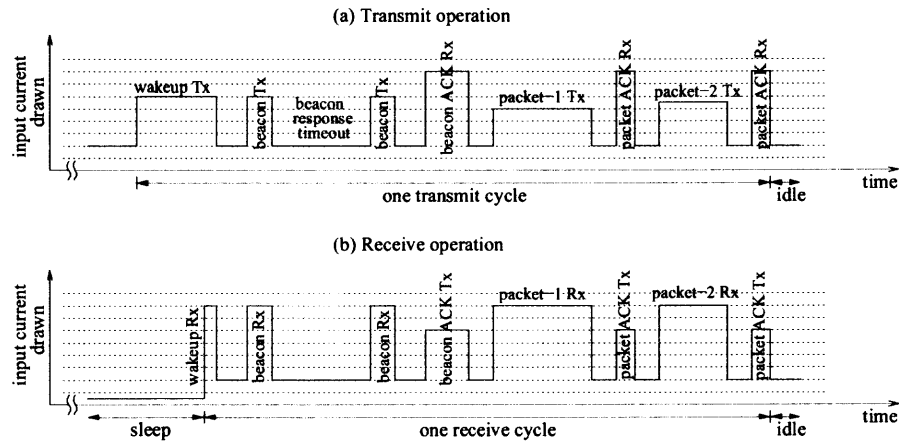 (a) Transmit operation
input current
drawn
wakeup Tx
beacon Tx
beacon
response
timeout
beacon Tx
beacon ACK Rx
packet-1 Tx
packet ACK Rx
packet-2 Tx
packet ACK Rx
time
one transmit cycle
idle
(b) Receive operation
input current
drawn
wakeup Rx
beacon Rx
beacon Rx
beacon ACK Tx
packet-1 Rx
packet ACK Tx
packet-2 Rx
packet ACK Tx
time
sleep
one receive cycle
idle